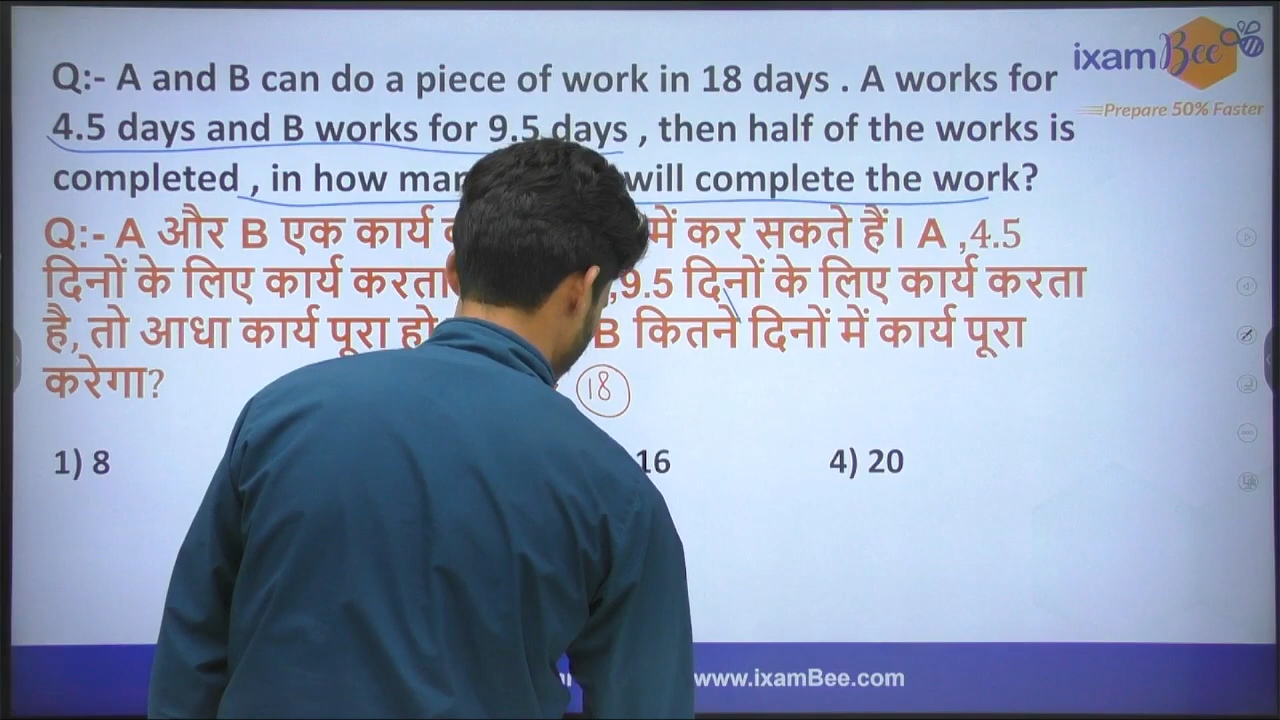 ixamBee
Prepare 50% Faster
Q:- A and B can do a piece of work in 18 days . A works for
4.5 days and B works for 9.5 days , then half of the works is
completed , in how will complete the work?
Q:- A और B एक कार्य में कर सकते हैं। A ,4.5
दिनों के लिए कार्य करता ,9.5 दिनों के लिए कार्य करता
है, तो आधा कार्य पूरा B कितने दिनों में कार्य पूरा
करेगा?
18
1) 8 16 4) 20
www.ixamBee.com